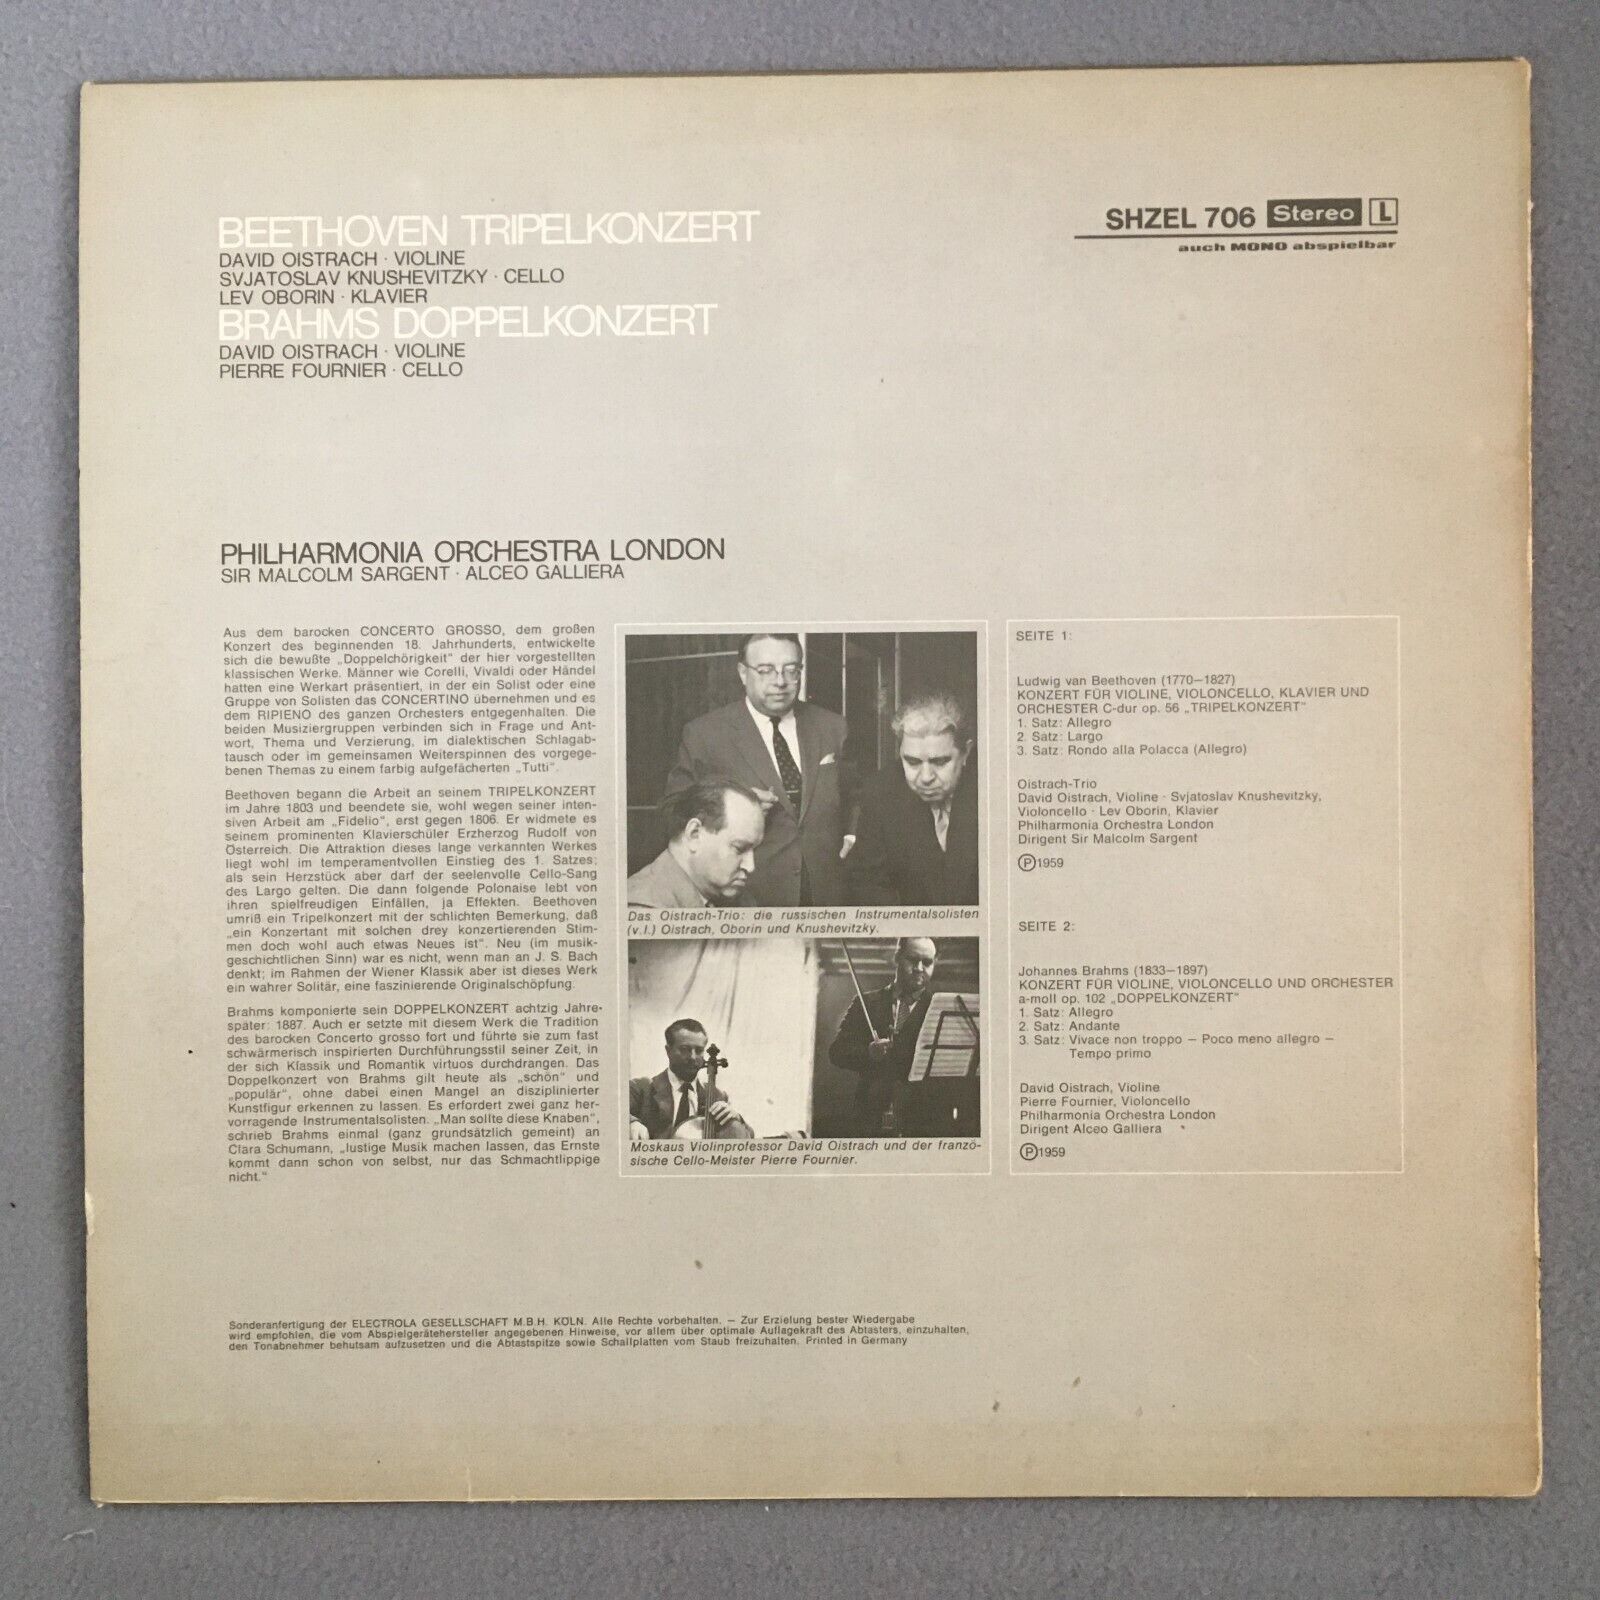 BEETHOVEN TRIPELKONZERT
DAVID OISTRACH · VIOLINE
SVJATOSLAV KNUSHEVITZKY · CELLO
LEV OBORIN · KLAVIER
BRAHMS DOPPELKONZERT
DAVID OISTRACH · VIOLINE
PIERRE FOURNIER · CELLO
SHZEL 706 Stereo L
auch MONO abspielbar
PHILHARMONIA ORCHESTRA LONDON
SIR MALCOLM SARGENT · ALCEO GALLIERA
Aus dem barocken CONCERTO GROSSO, dem großen
Konzert des beginnenden 18. Jahrhunderts, entwickelte
sich die bewußte „Doppelchörigkeit“ der hier vorgestellten
klassischen Werke. Männer wie Corelli, Vivaldi oder Händel
hatten eine Werkart präsentiert, in der ein Solist oder eine
Gruppe von Solisten das CONCERTINO übernehmen und es
dem RIPIENO des ganzen Orchesters entgegenhalten. Die
beiden Musiziergruppen verbinden sich in Frage und Ant-
wort, Thema und Verzierung, im dialektischen Schlagab-
tausch oder im gemeinsamen Weiterspinnen des vorgege-
benen Themas zu einem farbig aufgefächerten „Tutti“.
Beethoven begann die Arbeit an seinem TRIPELKONZERT
im Jahre 1803 und beendete sie, wohl wegen seiner inten-
siven Arbeit am „Fidelio“, erst gegen 1806. Er widmete es
seinem prominenten Klavierschüler Erzherzog Rudolf von
Österreich. Die Attraktion dieses lange verkannten Werkes
liegt wohl im temperamentvollen Einstieg des 1. Satzes;
als sein Herzstück aber darf der seelenvolle Cello-Sang
des Largo gelten. Die dann folgende Polonaise lebt von
ihren spielfreudigen Einfällen, ja Effekten. Beethoven
umriß ein Tripelkonzert mit der schlichten Bemerkung, daß
„ein Konzertant mit solchen drey konzertierenden Stim-
men doch wohl auch etwas Neues ist“. Neu (im musik-
geschichtlichen Sinn) war es nicht, wenn man an J. S. Bach
denkt; im Rahmen der Wiener Klassik aber ist dieses Werk
ein wahrer Solitär, eine faszinierende Originalschöpfung.
Brahms komponierte sein DOPPELKONZERT achtzig Jahre
später: 1887. Auch er setzte mit diesem Werk die Tradition
des barocken Concerto grosso fort und führte sie zum fast
schwärmerisch inspirierten Durchführungsstil seiner Zeit, in
der sich Klassik und Romantik virtuos durchdrangen. Das
Doppelkonzert von Brahms gilt heute als „schön“ und
„populär“, ohne dabei einen Mangel an disziplinierter
Kunstfigur erkennen zu lassen. Es erfordert zwei ganz her-
vorragende Instrumentalsolisten. „Man sollte diese Knaben“,
schrieb Brahms einmal (ganz grundsätzlich gemeint) an
Clara Schumann, „lustige Musik machen lassen, das Ernste
kommt dann schon von selbst, nur das Schmachtlippige
nicht.“
Das Oistrach-Trio: die russischen Instrumentalsolisten
(v.l.) Oistrach, Oborin und Knushevitzky.
Moskaus Violinprofessor David Oistrach und der französ-
ische Cello-Meister Pierre Fournier.
SEITE 1:
Ludwig van Beethoven (1770–1827)
KONZERT FÜR VIOLINE, VIOLONCELLO, KLAVIER UND
ORCHESTER C-dur op. 56 „TRIPELKONZERT“
1. Satz: Allegro
2. Satz: Largo
3. Satz: Rondo alla Polacca (Allegro)
Oistrach-Trio
David Oistrach, Violine · Svjatoslav Knushevitzky,
Violoncello · Lev Oborin, Klavier
Philharmonia Orchestra London
Dirigent Sir Malcolm Sargent
Ⓟ1959
SEITE 2:
Johannes Brahms (1833–1897)
KONZERT FÜR VIOLINE, VIOLONCELLO UND ORCHESTER
a-moll op. 102 „DOPPELKONZERT“
1. Satz: Allegro
2. Satz: Andante
3. Satz: Vivace non troppo – Poco meno allegro –
Tempo primo
David Oistrach, Violine
Pierre Fournier, Violoncello
Philharmonia Orchestra London
Dirigent Alceo Galliera
Ⓟ1959
Sonderanfertigung der ELECTROLA GESELLSCHAFT M.B.H. KÖLN. Alle Rechte vorbehalten. – Zur Erzielung bester Wiedergabe
wird empfohlen, die vom Abspielgerätehersteller angegebenen Hinweise, vor allem über optimale Auflagekraft des Abtasters, einzuhalten,
den Tonabnehmer behutsam aufzusetzen und die Abtastspitze sowie Schallplatten vom Staub freizuhalten. Printed in Germany